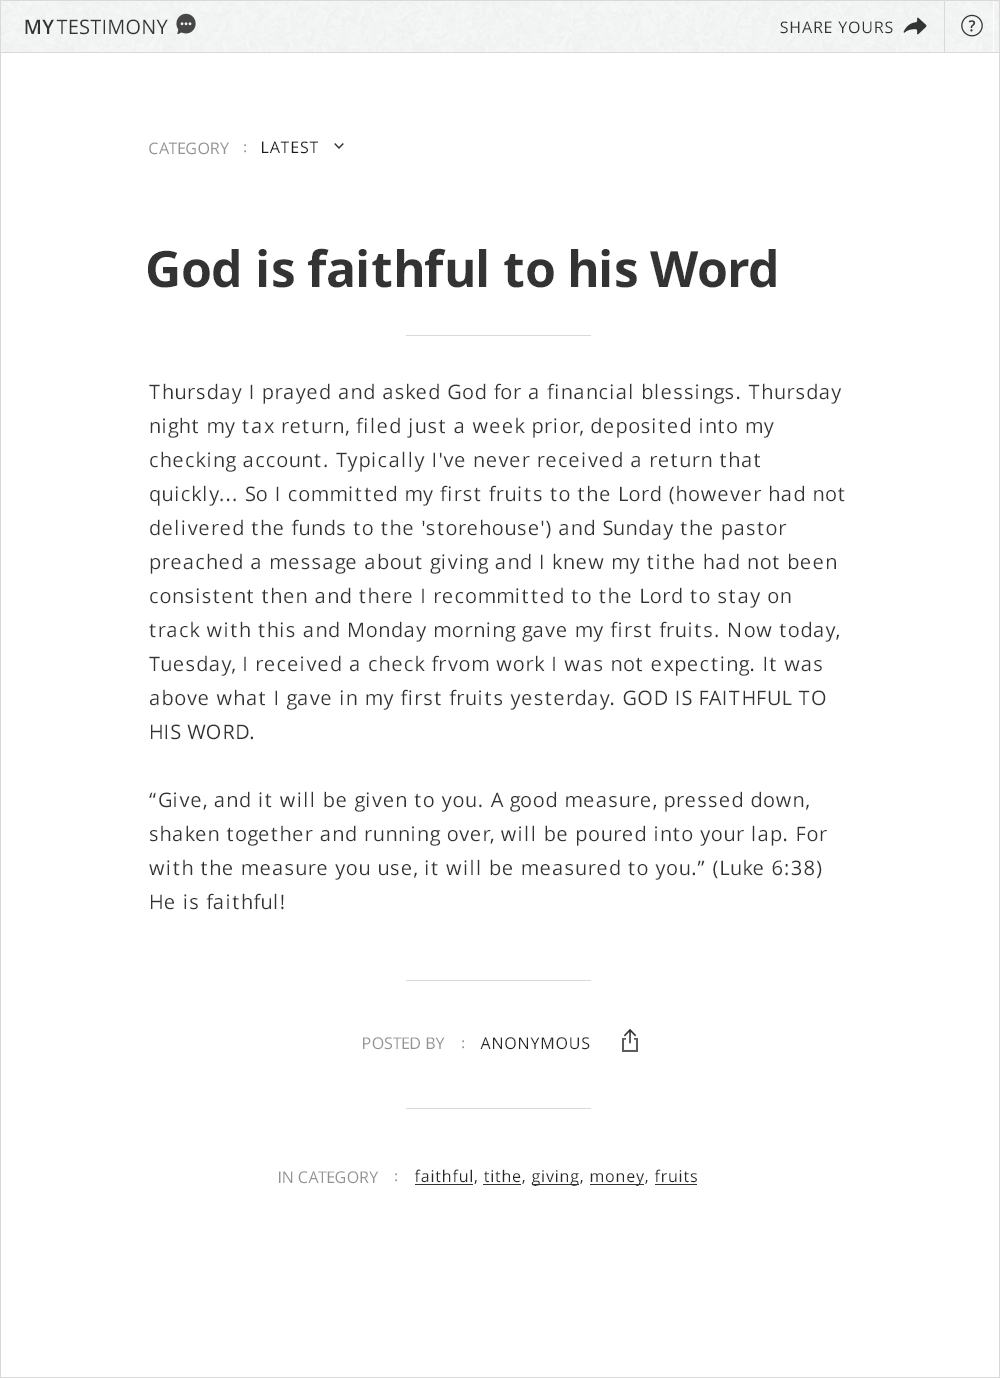 MYTESTIMONY
SHARE YOURS
?
CATEGORY : LATEST
God is faithful to his Word
Thursday I prayed and asked God for a financial blessings. Thursday
night my tax return, filed just a week prior, deposited into my
checking account. Typically I've never received a return that
quickly... So I committed my first fruits to the Lord (however had not
delivered the funds to the 'storehouse') and Sunday the pastor
preached a message about giving and I knew my tithe had not been
consistent then and there I recommitted to the Lord to stay on
track with this and Monday morning gave my first fruits. Now today,
Tuesday, I received a check frvom work I was not expecting. It was
above what I gave in my first fruits yesterday. GOD IS FAITHFUL TO
HIS WORD.
“Give, and it will be given to you. A good measure, pressed down,
shaken together and running over, will be poured into your lap. For
with the measure you use, it will be measured to you.” (Luke 6:38)
He is faithful!
POSTED BY : ANONYMOUS
IN CATEGORY : faithful, tithe, giving, money, fruits